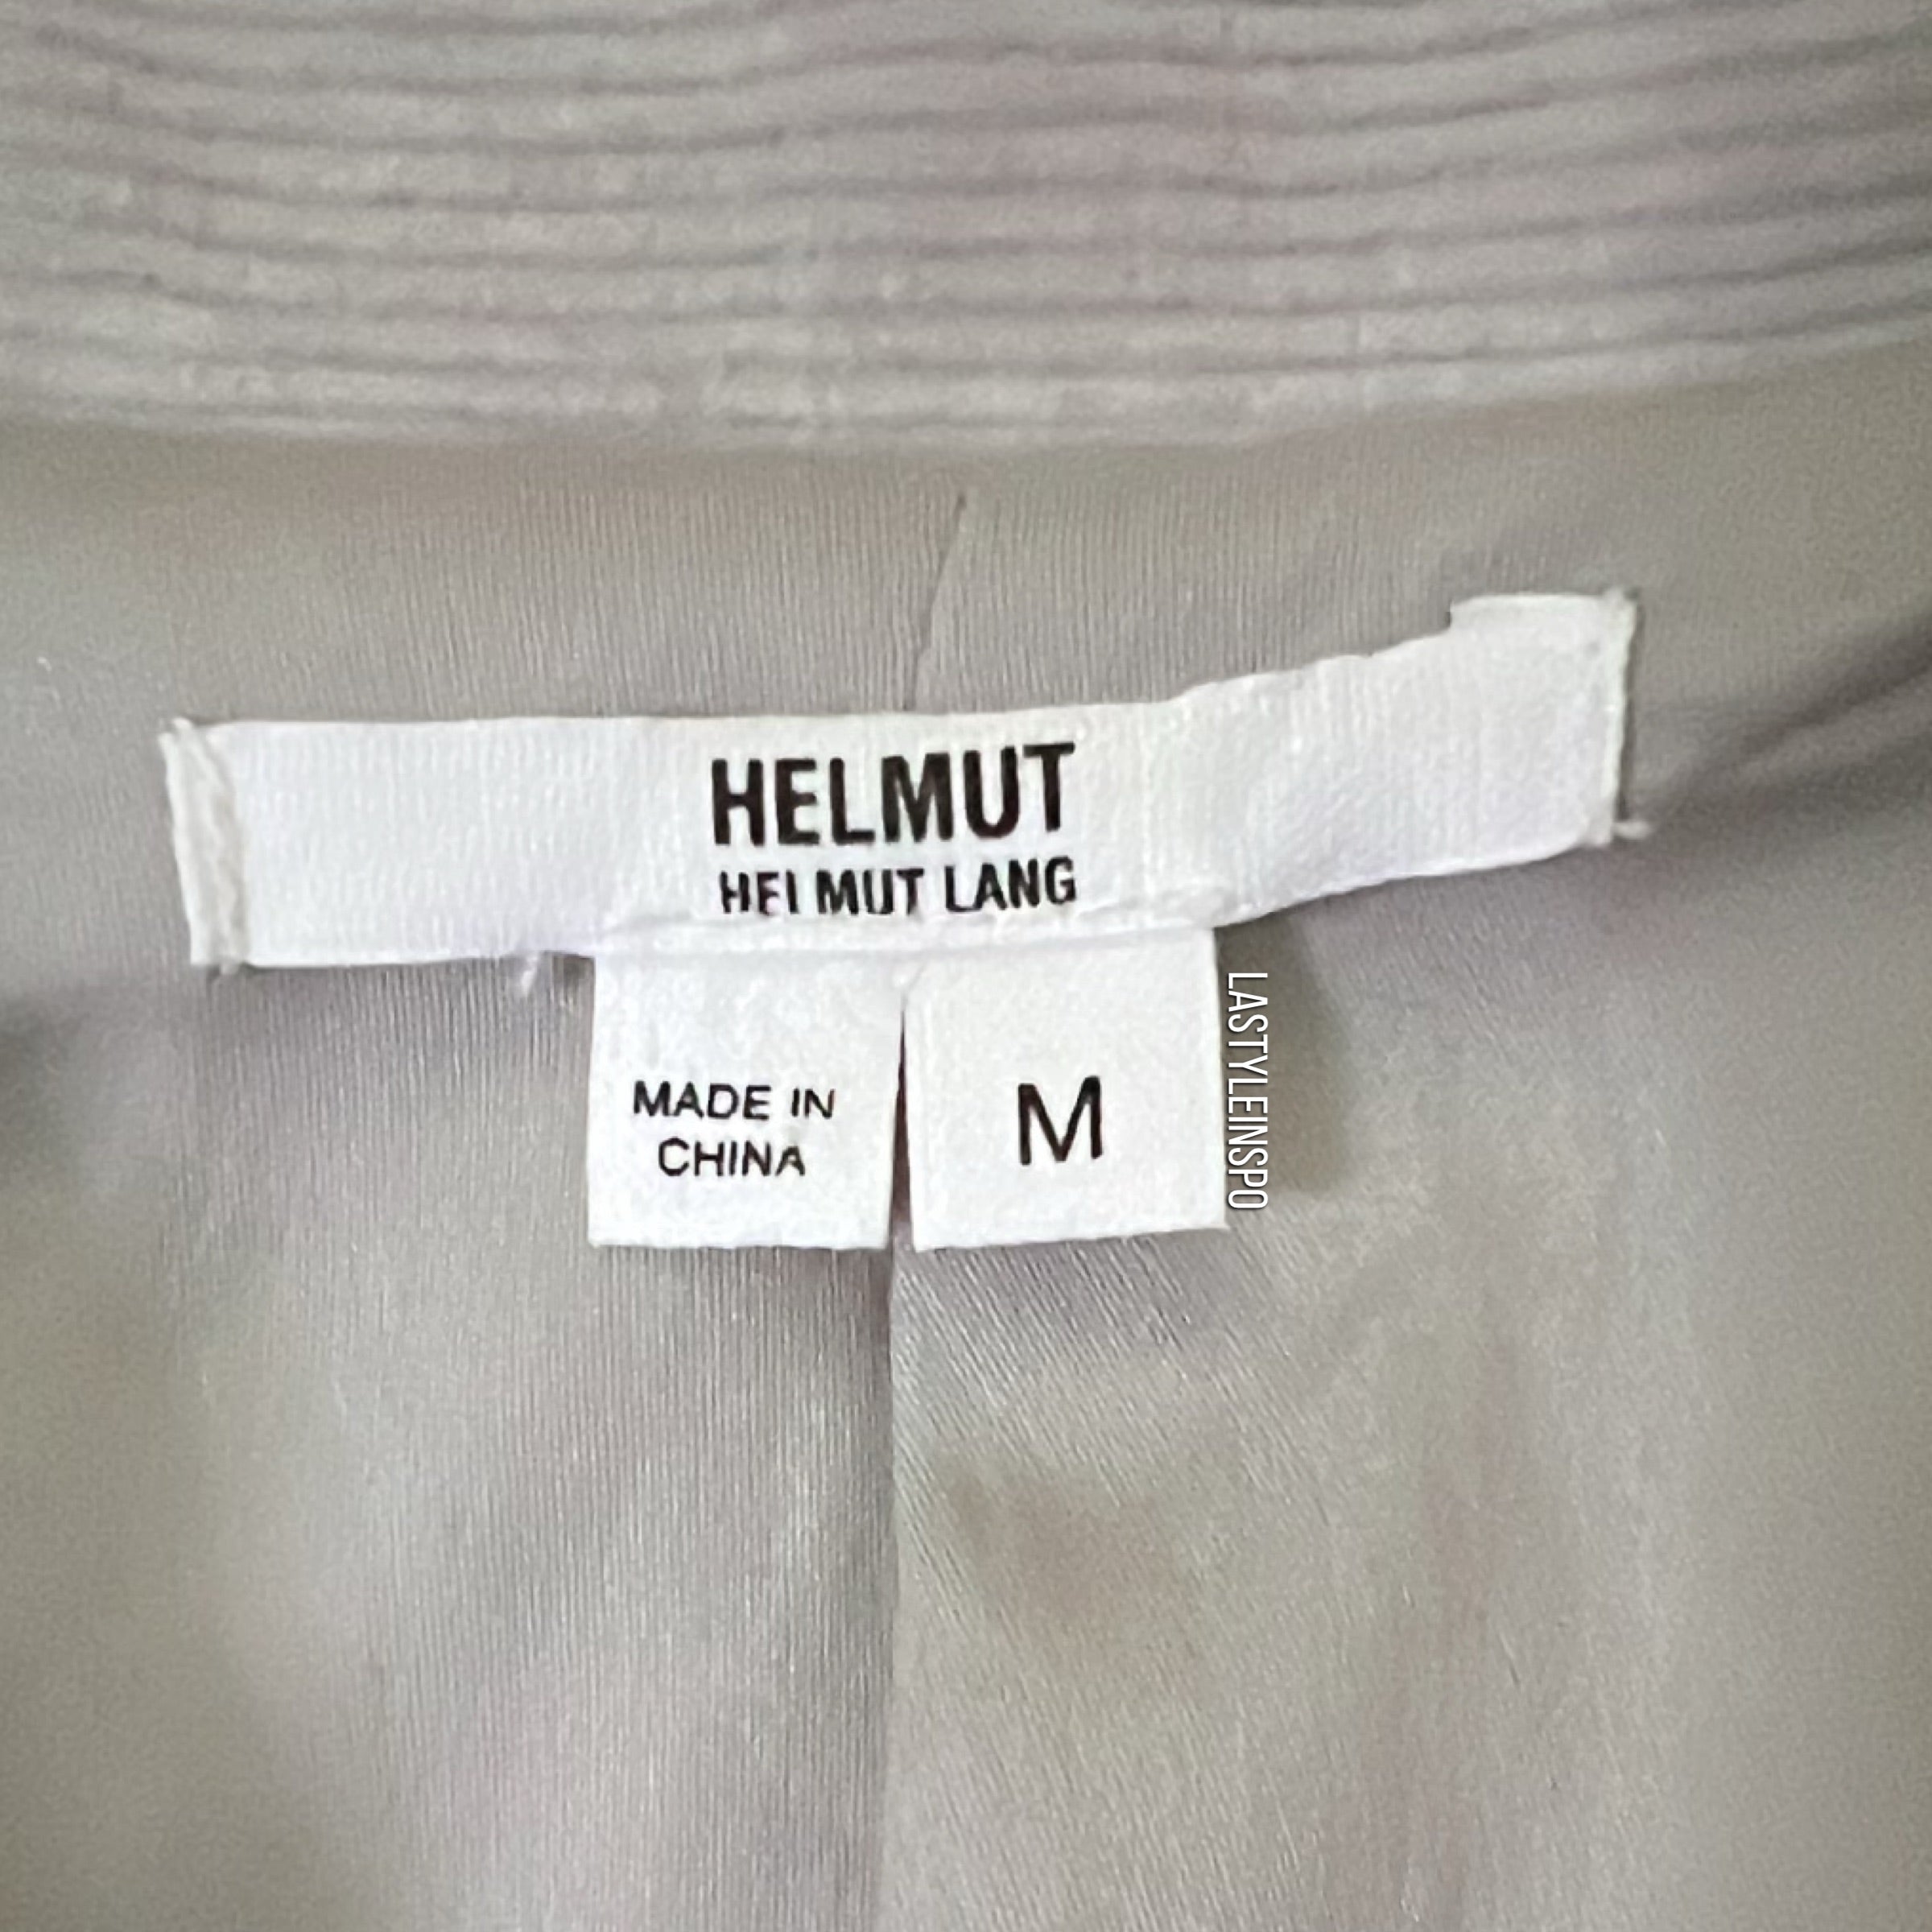 HELMUT
HELMUT LANG
MADE IN
CHINA
M
LASTYLEINSPO